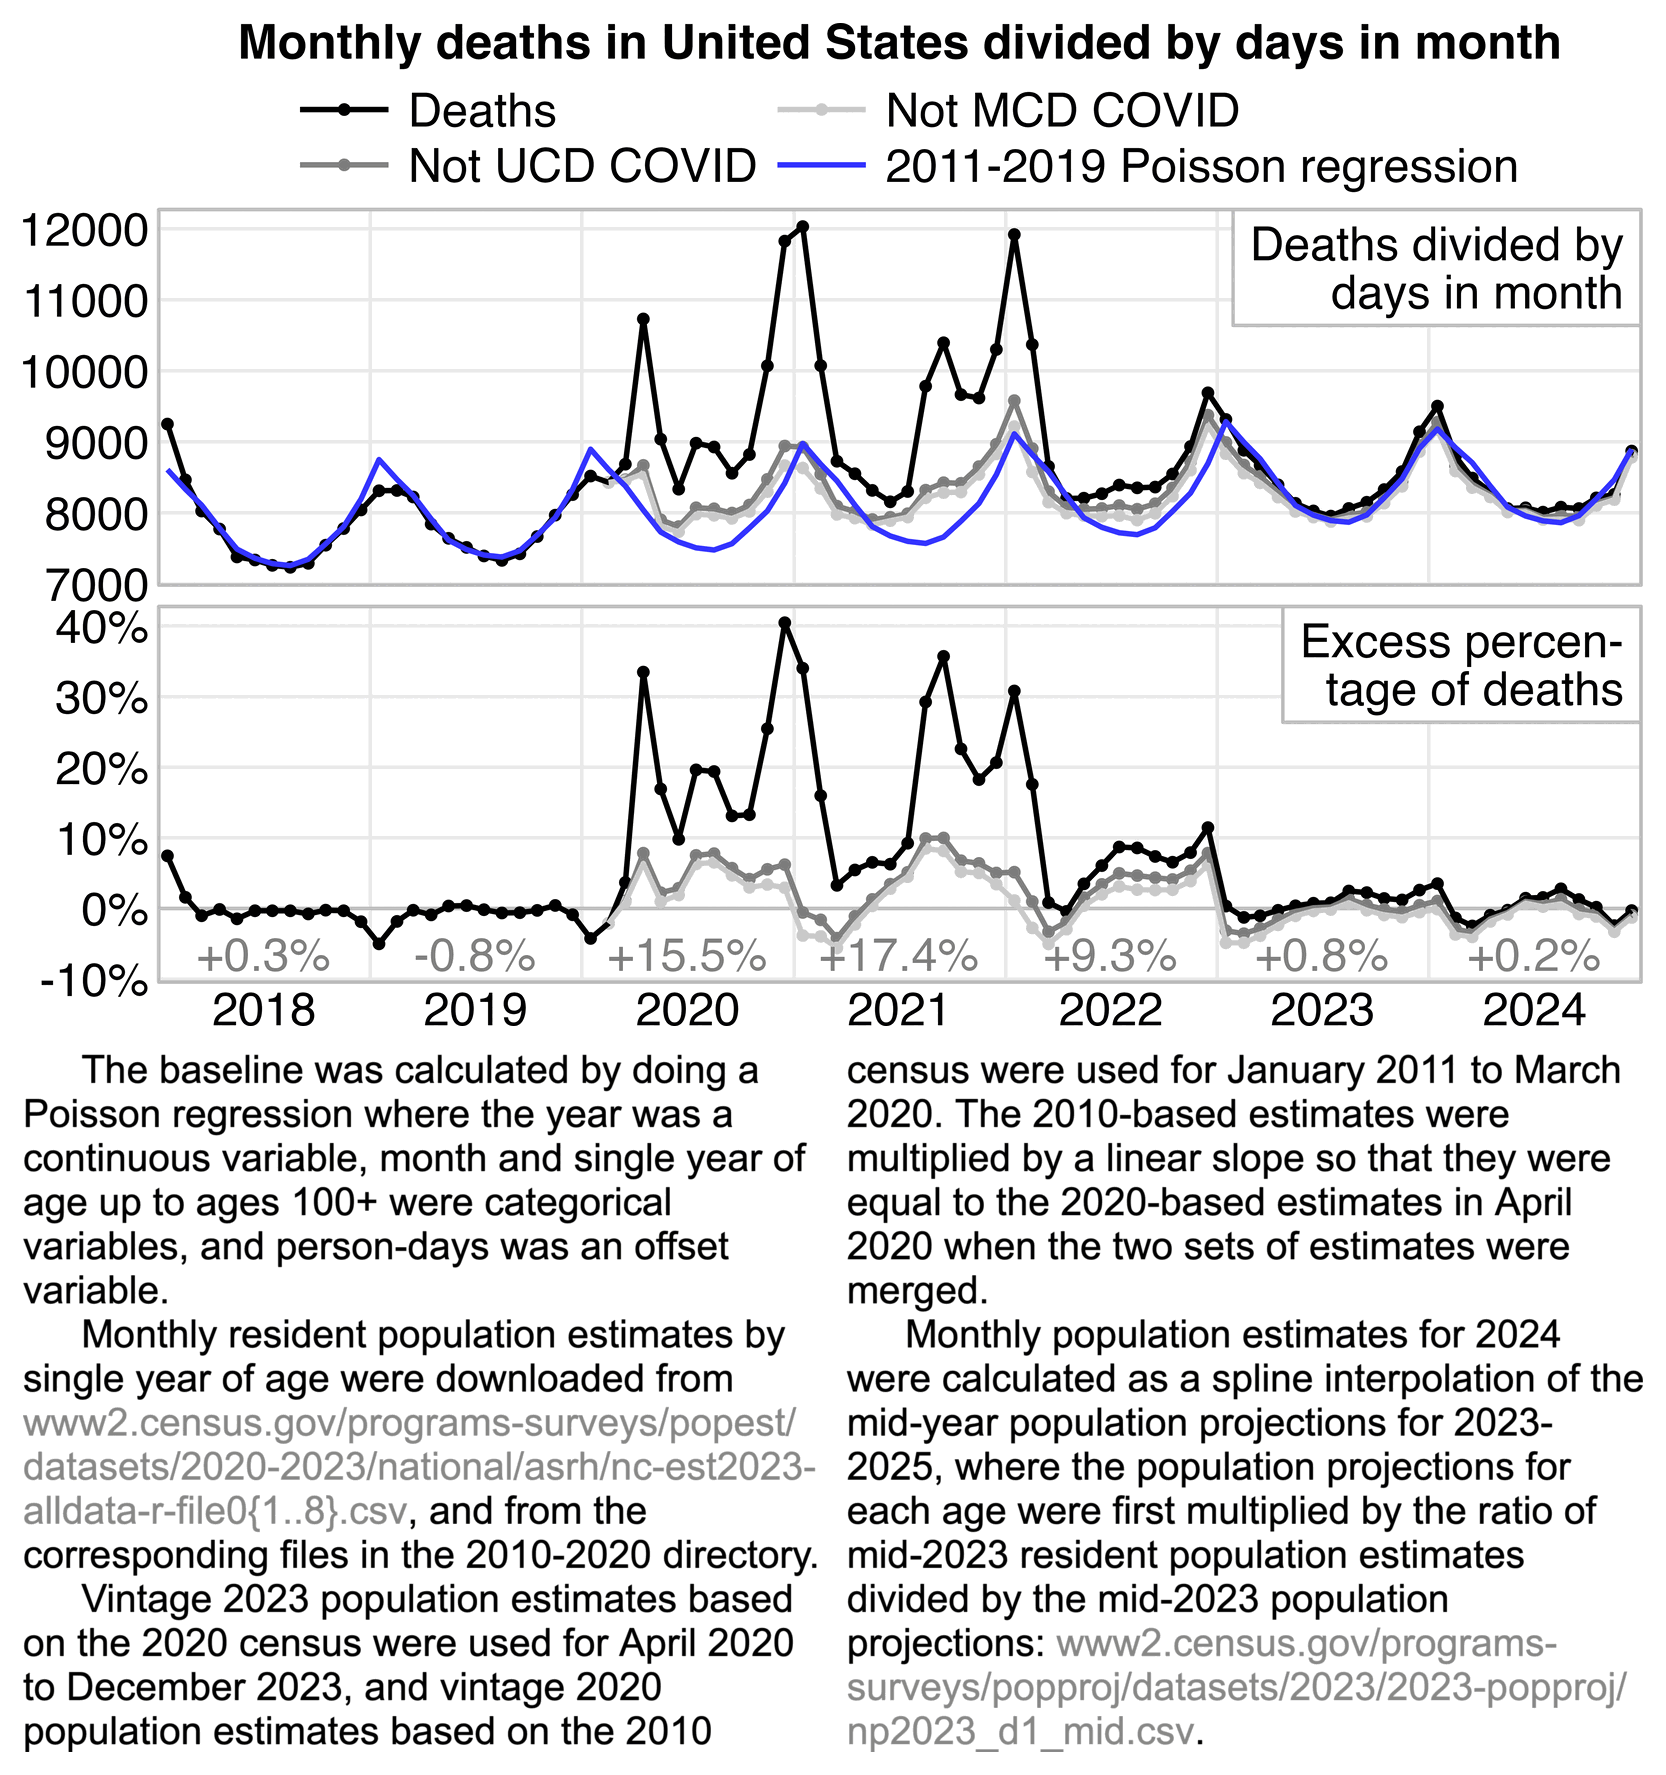 Monthly deaths in United States divided by days in month
Deaths
Not MCD COVID
Not UCD COVID
2011-2019 Poisson regression
12000
11000
10000
9000
8000
7000
Deaths divided by
days in month
40%
30%
20%
10%
0%
-10%
Excess percen-
tage of deaths
+0.3%
-0.8%
+15.5%
+17.4%
+9.3%
+0.8%
+0.2%
2018
2019
2020
2021
2022
2023
2024
The baseline was calculated by doing a
Poisson regression where the year was a
continuous variable, month and single year of
age up to ages 100+ were categorical
variables, and person-days was an offset
variable.
Monthly resident population estimates by
single year of age were downloaded from
www2.census.gov/programs-surveys/popest/
datasets/2020-2023/national/asrh/nc-est2023-
alldata-r-file0{1..8}.csv, and from the
corresponding files in the 2010-2020 directory.
Vintage 2023 population estimates based
on the 2020 census were used for April 2020
to December 2023, and vintage 2020
population estimates based on the 2010
census were used for January 2011 to March
2020. The 2010-based estimates were
multiplied by a linear slope so that they were
equal to the 2020-based estimates in April
2020 when the two sets of estimates were
merged.
Monthly population estimates for 2024
were calculated as a spline interpolation of the
mid-year population projections for 2023-
2025, where the population projections for
each age were first multiplied by the ratio of
mid-2023 resident population estimates
divided by the mid-2023 population
projections: www2.census.gov/programs-
surveys/popproj/datasets/2023/2023-popproj/
np2023_d1_mid.csv.